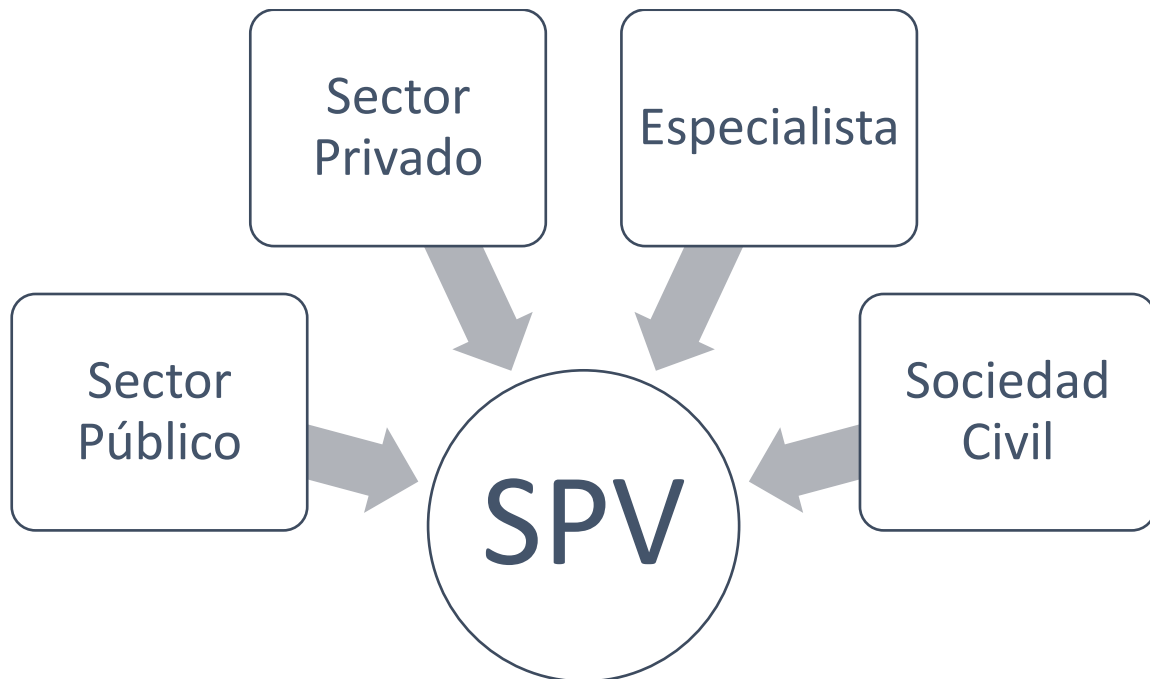 Sector
Privado
Especialista
Sector
Público
Sociedad
Civil
SPV